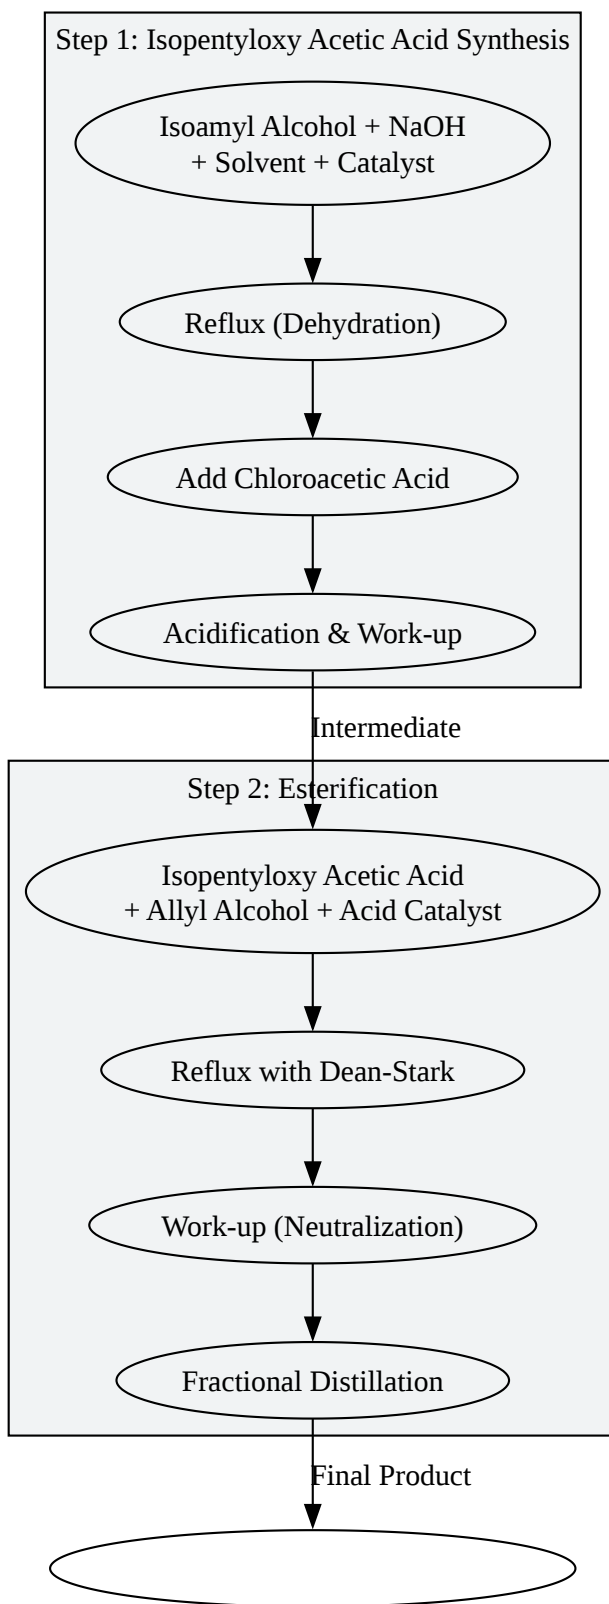 Step 1: Isopentyloxy Acetic Acid Synthesis
Isoamyl Alcohol + NaOH
+ Solvent + Catalyst
Reflux (Dehydration)
Add Chloroacetic Acid
Acidification & Work-up
Intermediate
Step 2: Esterification
Isopentyloxy Acetic Acid
+ Allyl Alcohol + Acid Catalyst
Reflux with Dean-Stark
Work-up (Neutralization)
Fractional Distillation
Final Product